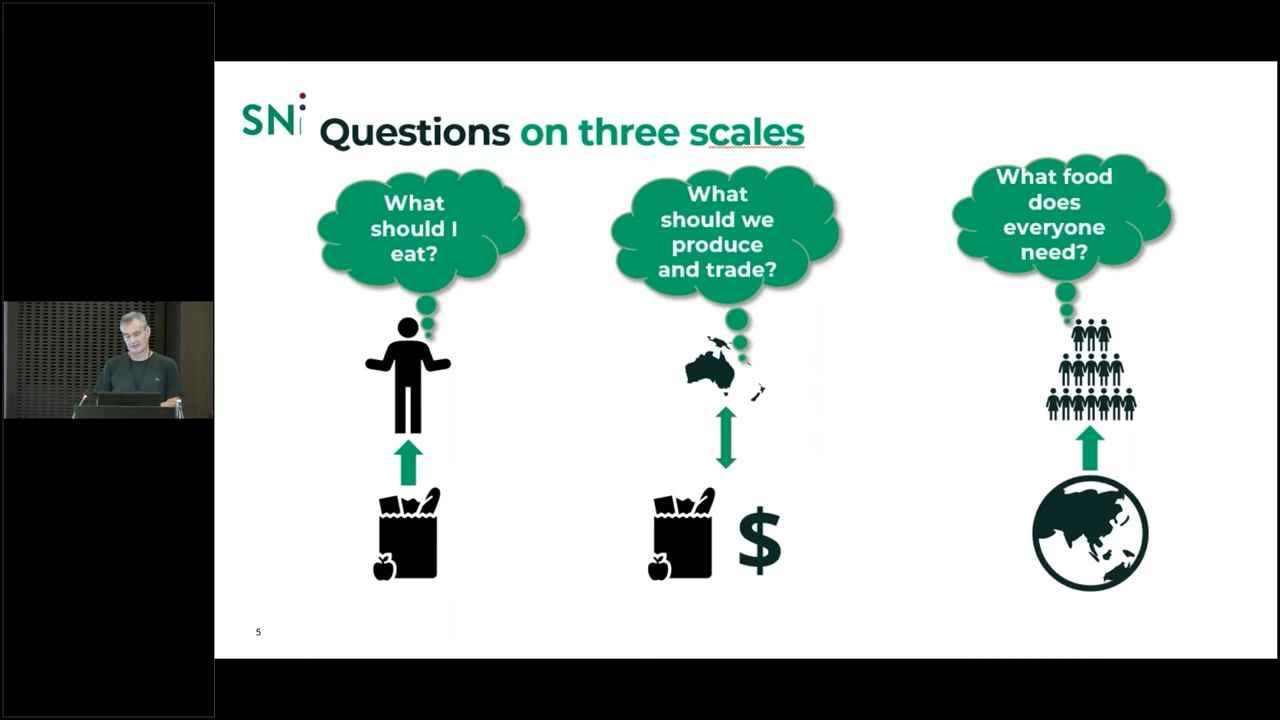 SNi
Questions on three scales
What
should I
eat?
What
should we
produce
and trade?
What food
does
everyone
need?
$
5